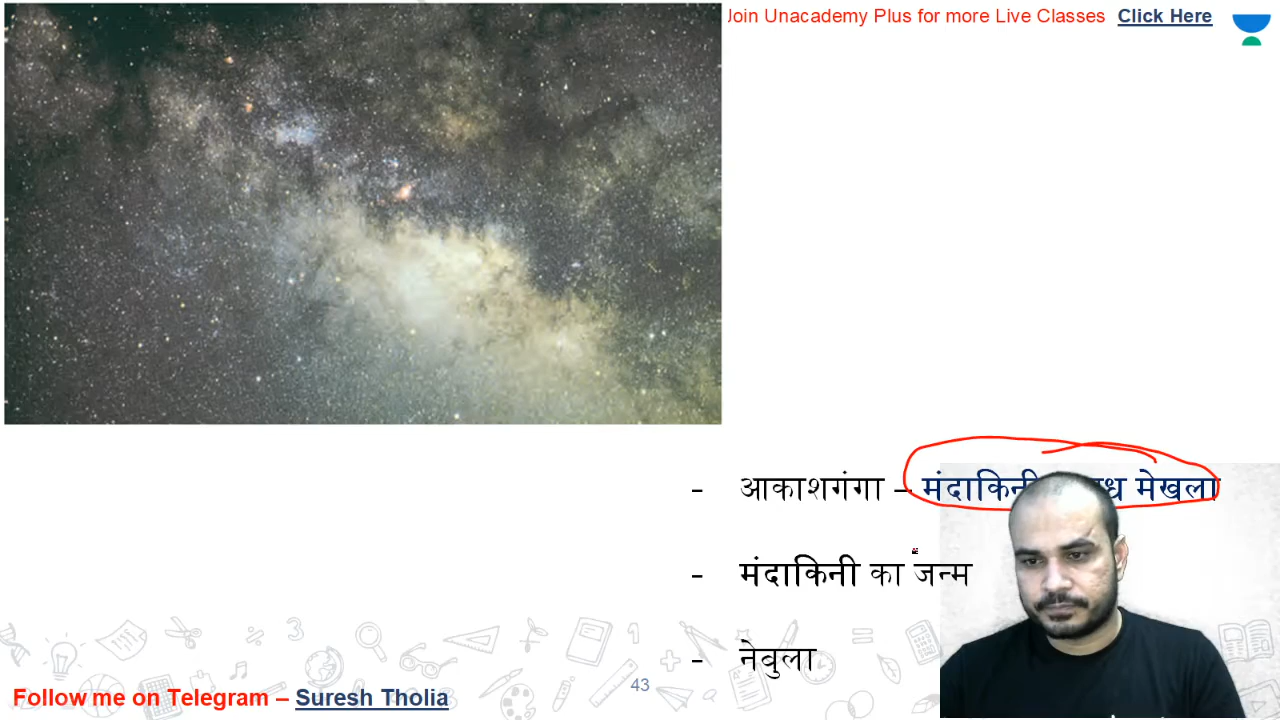 Join Unacademy Plus for more Live Classes Click Here
- आकाशगंगा – मंदाकिनी मेखला
- मंदाकिनी का जन्म
- नेबुला
43
Follow me on Telegram – Suresh Tholia